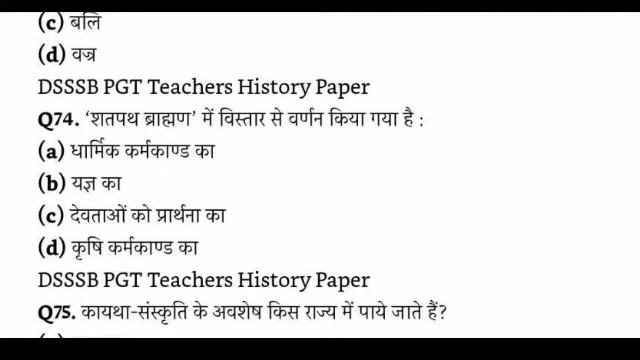 (c) बलि
(d) वज्र
DSSSB PGT Teachers History Paper
Q74. ‘शतपथ ब्राह्मण’ में विस्तार से वर्णन किया गया है :
(a) धार्मिक कर्मकाण्ड का
(b) यज्ञ का
(c) देवताओं को प्रार्थना का
(d) कृषि कर्मकाण्ड का
DSSSB PGT Teachers History Paper
Q75. कायथा-संस्कृति के अवशेष किस राज्य में पाये जाते हैं?